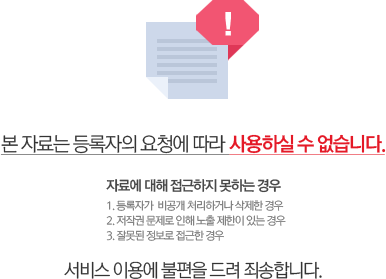 !
본 자료는 등록자의 요청에 따라 사용하실 수 없습니다.
자료에 대해 접근하지 못하는 경우
1. 등록자가 비공개 처리하거나 삭제한 경우
2. 저작권 문제로 인해 노출 제한이 있는 경우
3. 잘못된 정보로 접근한 경우
서비스 이용에 불편을 드려 죄송합니다.